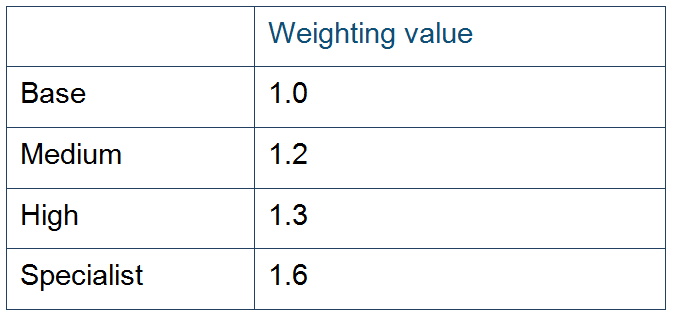 Weighting value
Base 1.0
Medium 1.2
High 1.3
Specialist 1.6